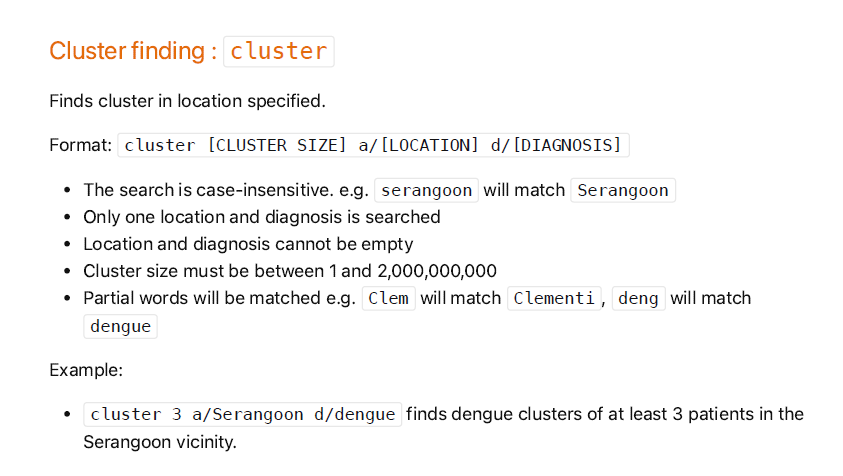 Cluster finding : cluster
Finds cluster in location specified.
Format: cluster [CLUSTER SIZE] a/[LOCATION] d/[DIAGNOSIS]
• The search is case-insensitive. e.g. serangoon will match Serangoon
• Only one location and diagnosis is searched
• Location and diagnosis cannot be empty
• Cluster size must be between 1 and 2,000,000,000
• Partial words will be matched e.g. Clem will match Clementi, deng will match
dengue
Example:
• cluster 3 a/Serangoon d/dengue finds dengue clusters of at least 3 patients in the
Serangoon vicinity.